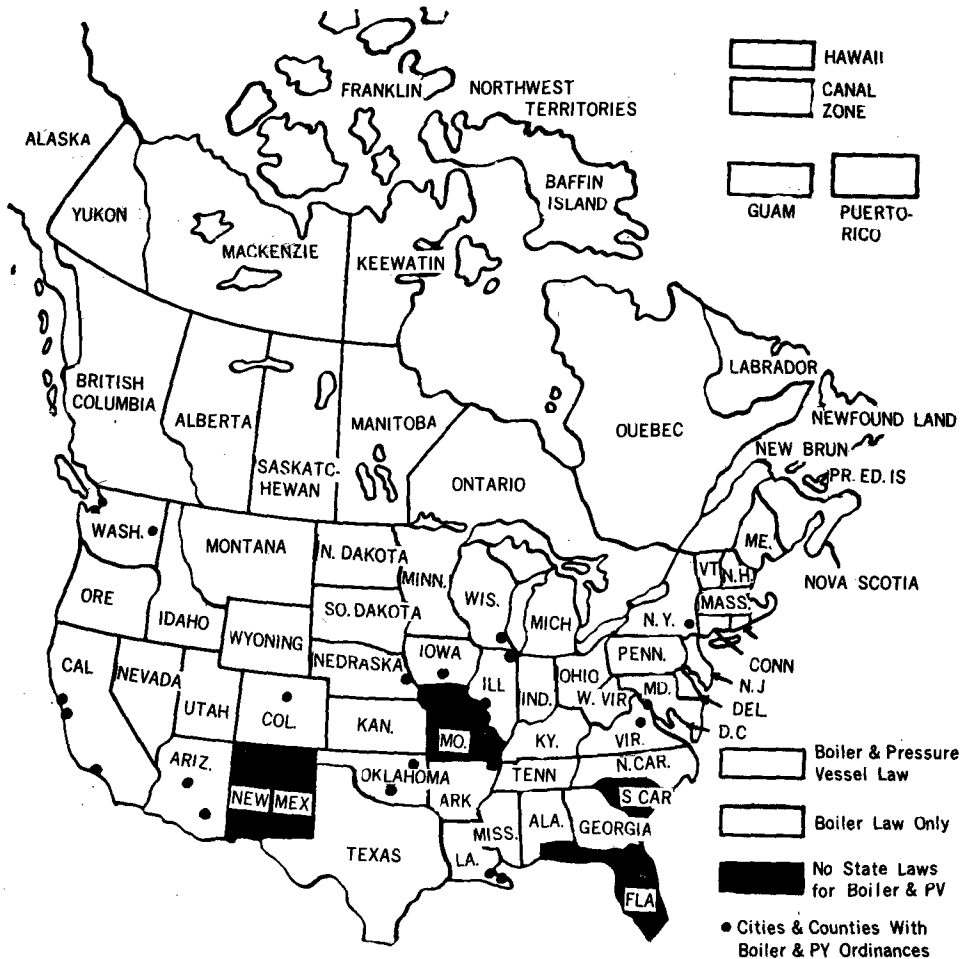 HAWAII
CANAL
ZONE
GUAM
PUERTO-
RICO
FRANKLIN
NORTHWEST
TERRITORIES
ALASKA
YUKON
MACKENZIE
KEEWATIN
BAFFIN
ISLAND
BRITISH
COLUMBIA
ALBERTA
SASKATC-
HEWAN
MANITOBA
ONTARIO
OUEBEC
LABRADOR
NEWFOUND LAND
NEW BRUN
PR. ED. IS
NOVA SCOTIA
WASH.
MONTANA
N. DAKOTA
MINN.
ORE
IDAHO
WYONING
SO. DAKOTA
WIS.
MICH
N.Y.
VT
N.H.
ME.
MASS.
CONN
N.J
DEL
D.C
CAL
NEVADA
UTAH
COL.
NEDRASKA
IOWA
ILL
IND.
OHIO
PENN.
W. VIR
MD.
VIR.
KAN.
MO.
KY.
N.CAR.
ARIZ.
NEW MEX
OKLAHOMA
ARK
TENN
S CAR
TEXAS
LA.
MISS.
ALA.
GEORGIA
FLA
Boiler & Pressure
Vessel Law
Boiler Law Only
No State Laws
for Boiler & PV
• Cities & Counties With
Boiler & PY Ordinances